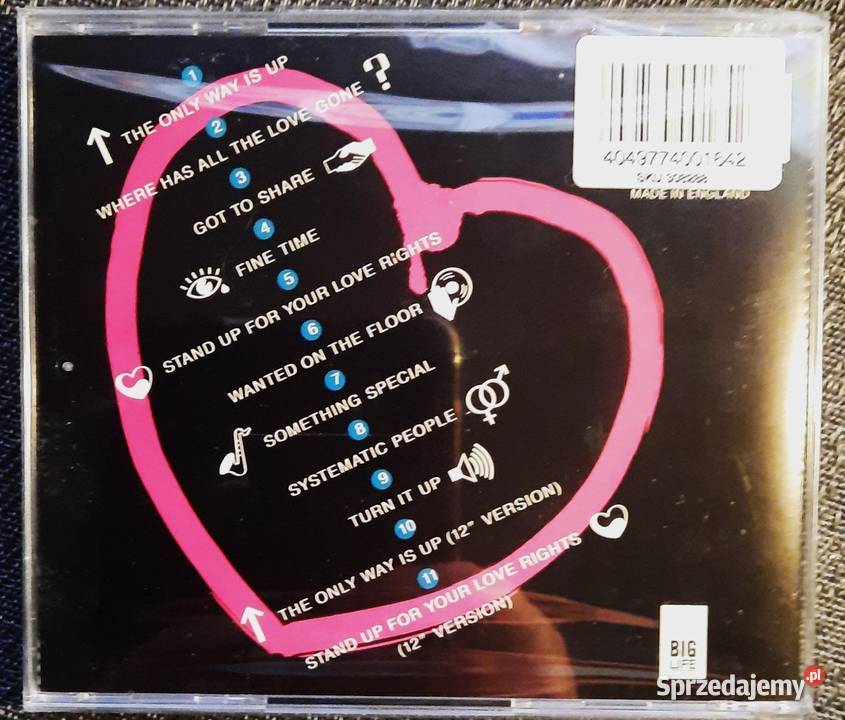 1
THE ONLY WAY IS UP
2
WHERE HAS ALL THE LOVE GONE ?
3
GOT TO SHARE
4
FINE TIME
5
STAND UP FOR YOUR LOVE RIGHTS
6
WANTED ON THE FLOOR
7
SOMETHING SPECIAL
8
SYSTEMATIC PEOPLE
9
TURN IT UP
10
THE ONLY WAY IS UP (12" VERSION)
11
STAND UP FOR YOUR LOVE RIGHTS
(12" VERSION)
4049774001642
MADE IN ENGLAND
BIG
LIFE
Sprzedajemy.pl